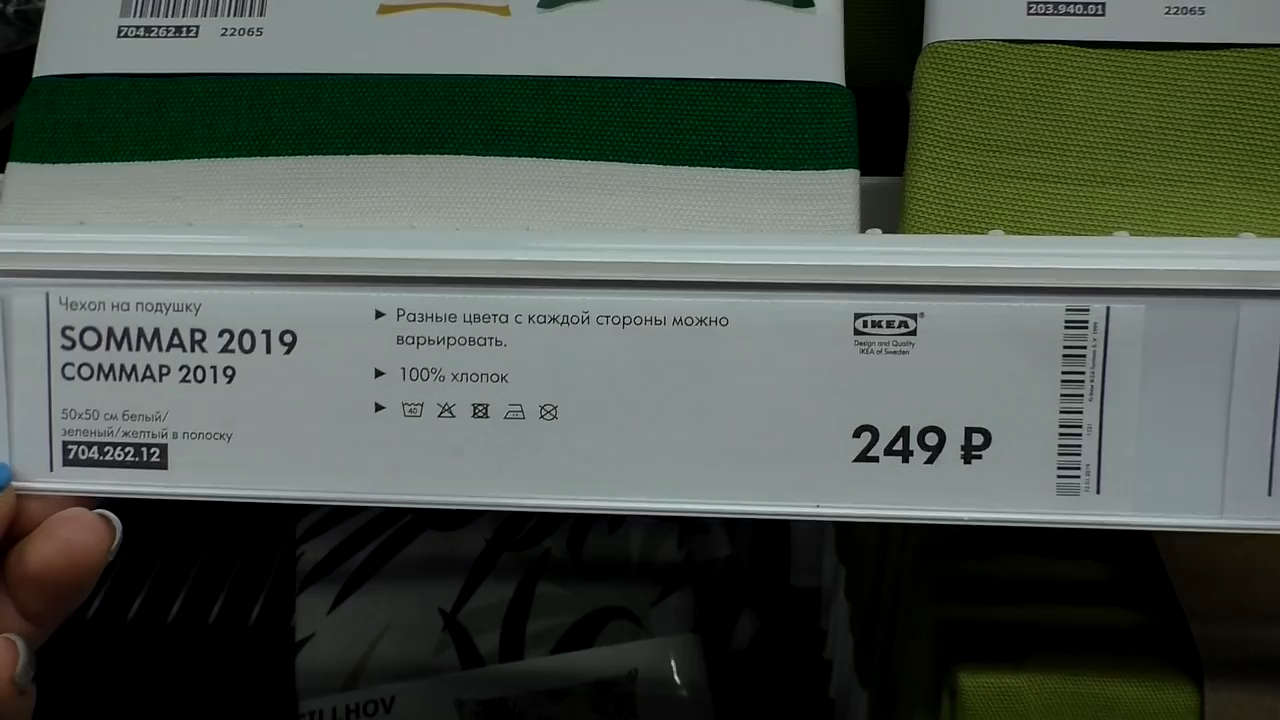 704.262.12 22065
203.940.01 22065
Чехол на подушку
SOMMAR 2019
СОММАР 2019
50x50 см белый/
зеленый/желтый в полоску
704.262.12
Разные цвета с каждой стороны можно
варьировать.
100% хлопок
40
IKEA
Design and Quality
IKEA of Sweden
249 ₽